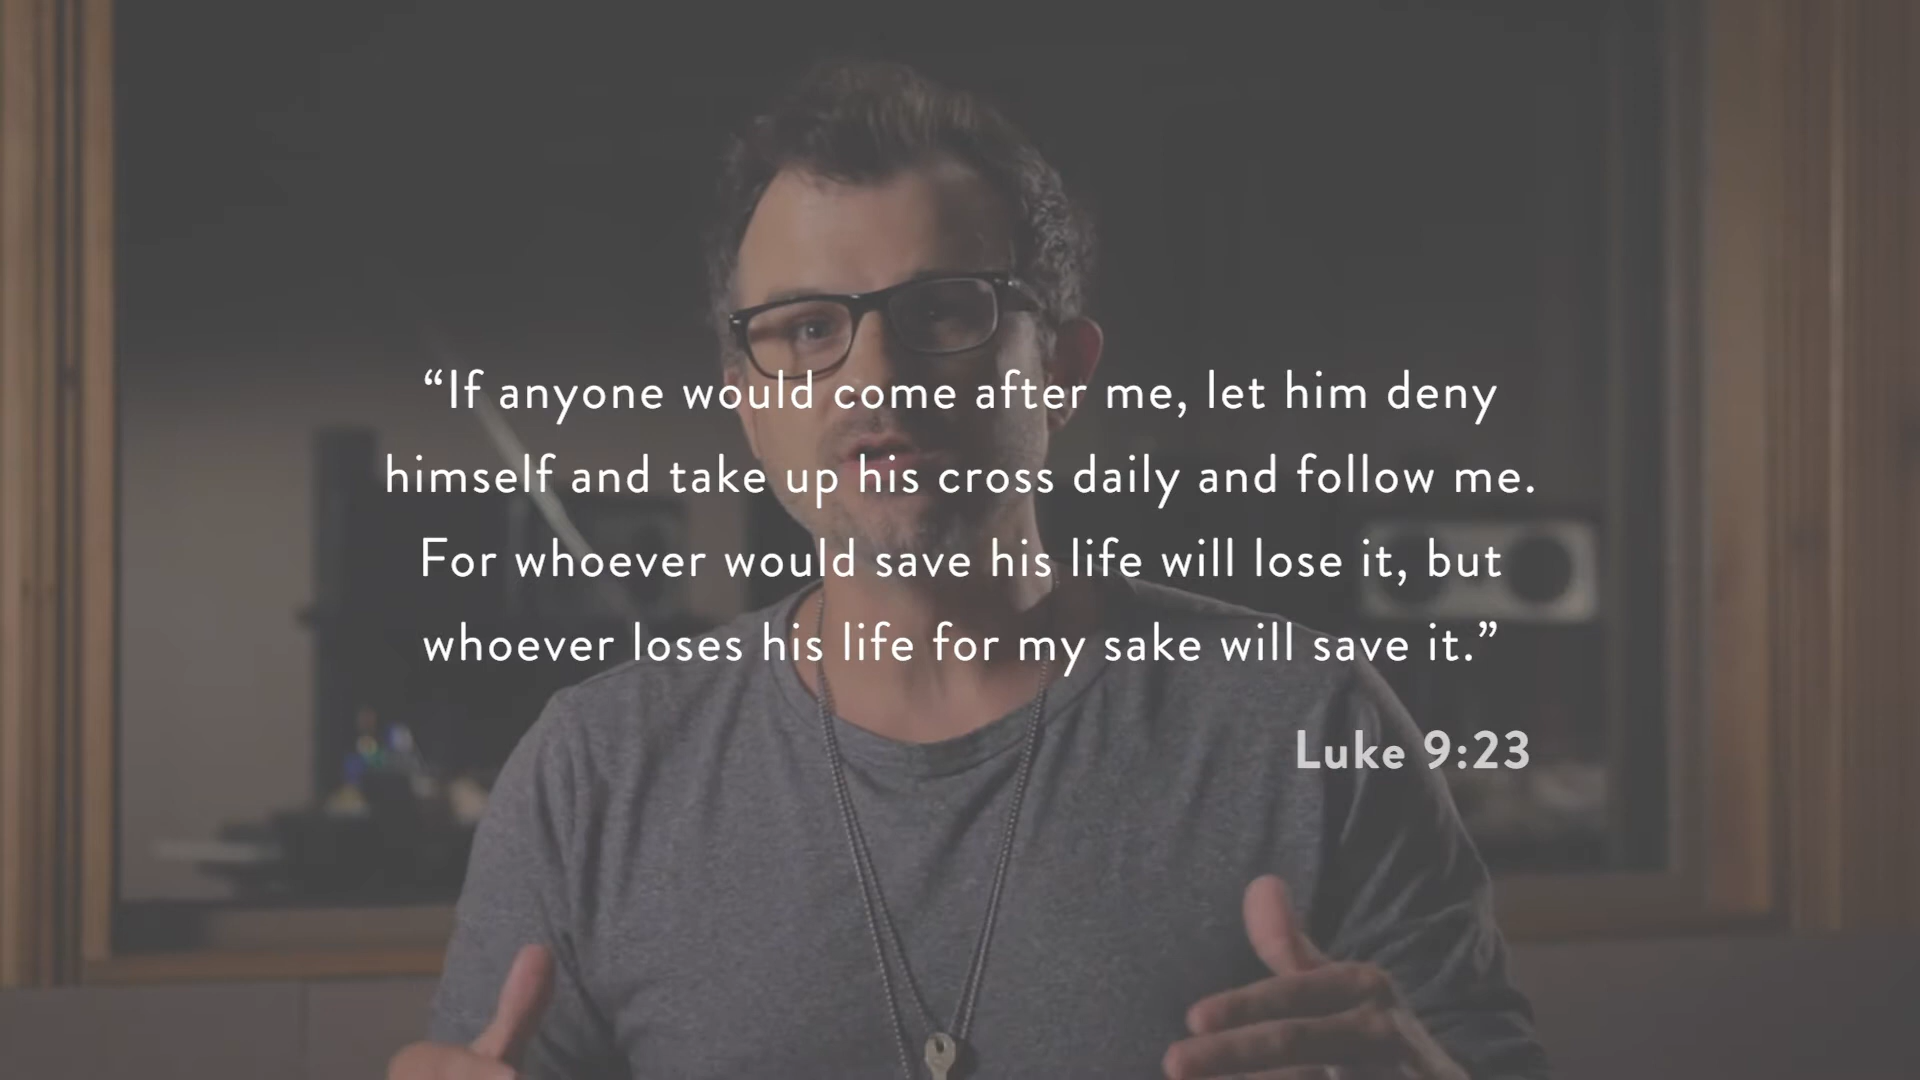 “If anyone would come after me, let him deny
himself and take up his cross daily and follow me.
For whoever would save his life will lose it, but
whoever loses his life for my sake will save it.”
Luke 9:23